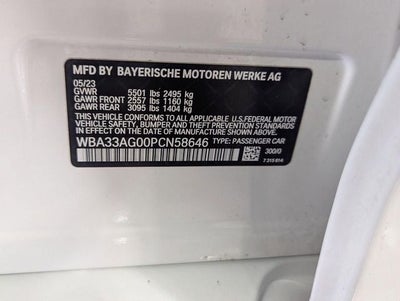 MFD BY BAYERISCHE MOTOREN WERKE AG
05/23
GVWR 5501 lbs 2495 kg
GAWR FRONT 2557 lbs 1160 kg
GAWR REAR 3095 lbs 1404 kg
THIS VEHICLE CONFORMS TO ALL APPLICABLE U.S.FEDERAL MOTOR
VEHICLE SAFETY, BUMPER, AND THEFT PREVENTION STANDARDS
IN EFFECT ON THE DATE OF MANUFACTURE SHOWN ABOVE.
WBA33AG00PCN58646 TYPE: PASSENGER CAR
300/0